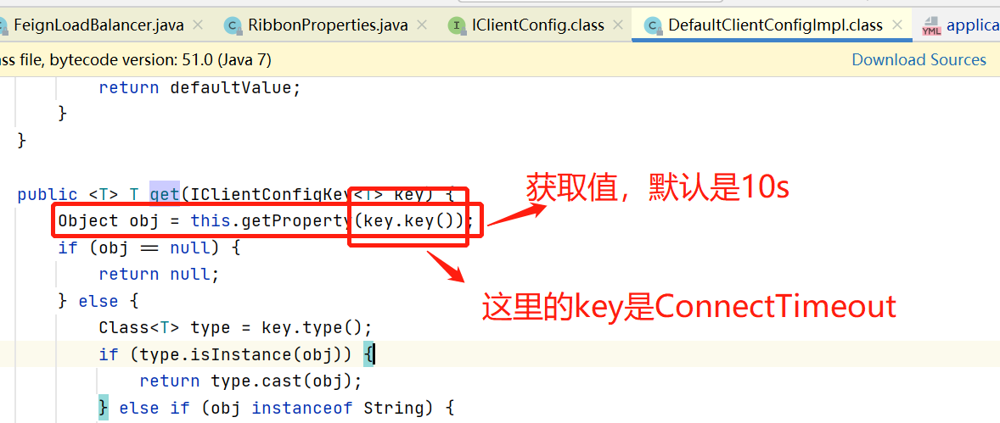 FeignLoadBalancer.java RibbonProperties.java IClientConfig.class DefaultClientConfigImpl.class applica
ss file, bytecode version: 51.0 (Java 7) Download Sources
return defaultValue;
}
}
public <T> T get(IClientConfigKey<T> key) {
获取值，默认是10s
Object obj = this.getProperty(key.key());
if (obj == null) {
return null;
这里的key是ConnectTimeout
} else {
Class<T> type = key.type();
if (type.isInstance(obj)) {
return type.cast(obj);
} else if (obj instanceof String) {